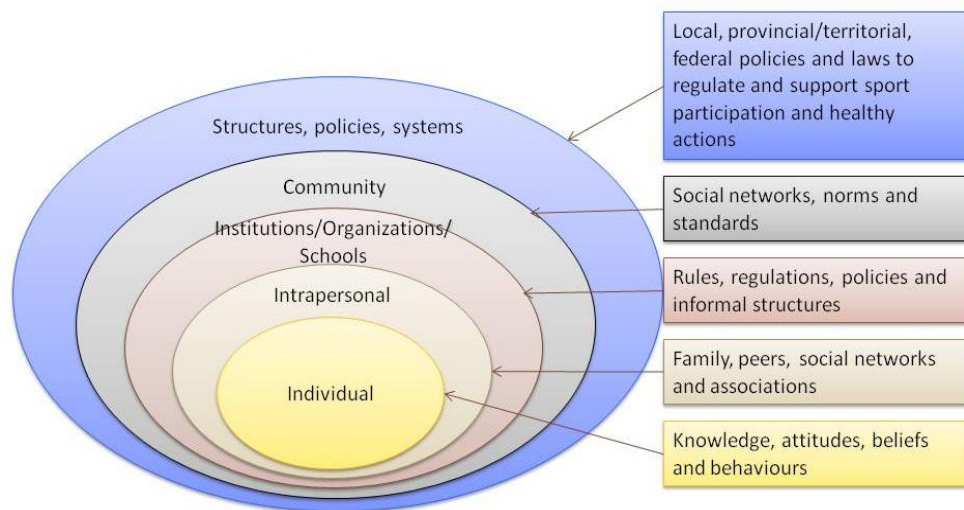 Structures, policies, systems
Community
Institutions/Organizations/
Schools
Intrapersonal
Individual
Local, provincial/territorial,
federal policies and laws to
regulate and support sport
participation and healthy
actions
Social networks, norms and
standards
Rules, regulations, policies and
informal structures
Family, peers, social networks
and associations
Knowledge, attitudes, beliefs
and behaviours